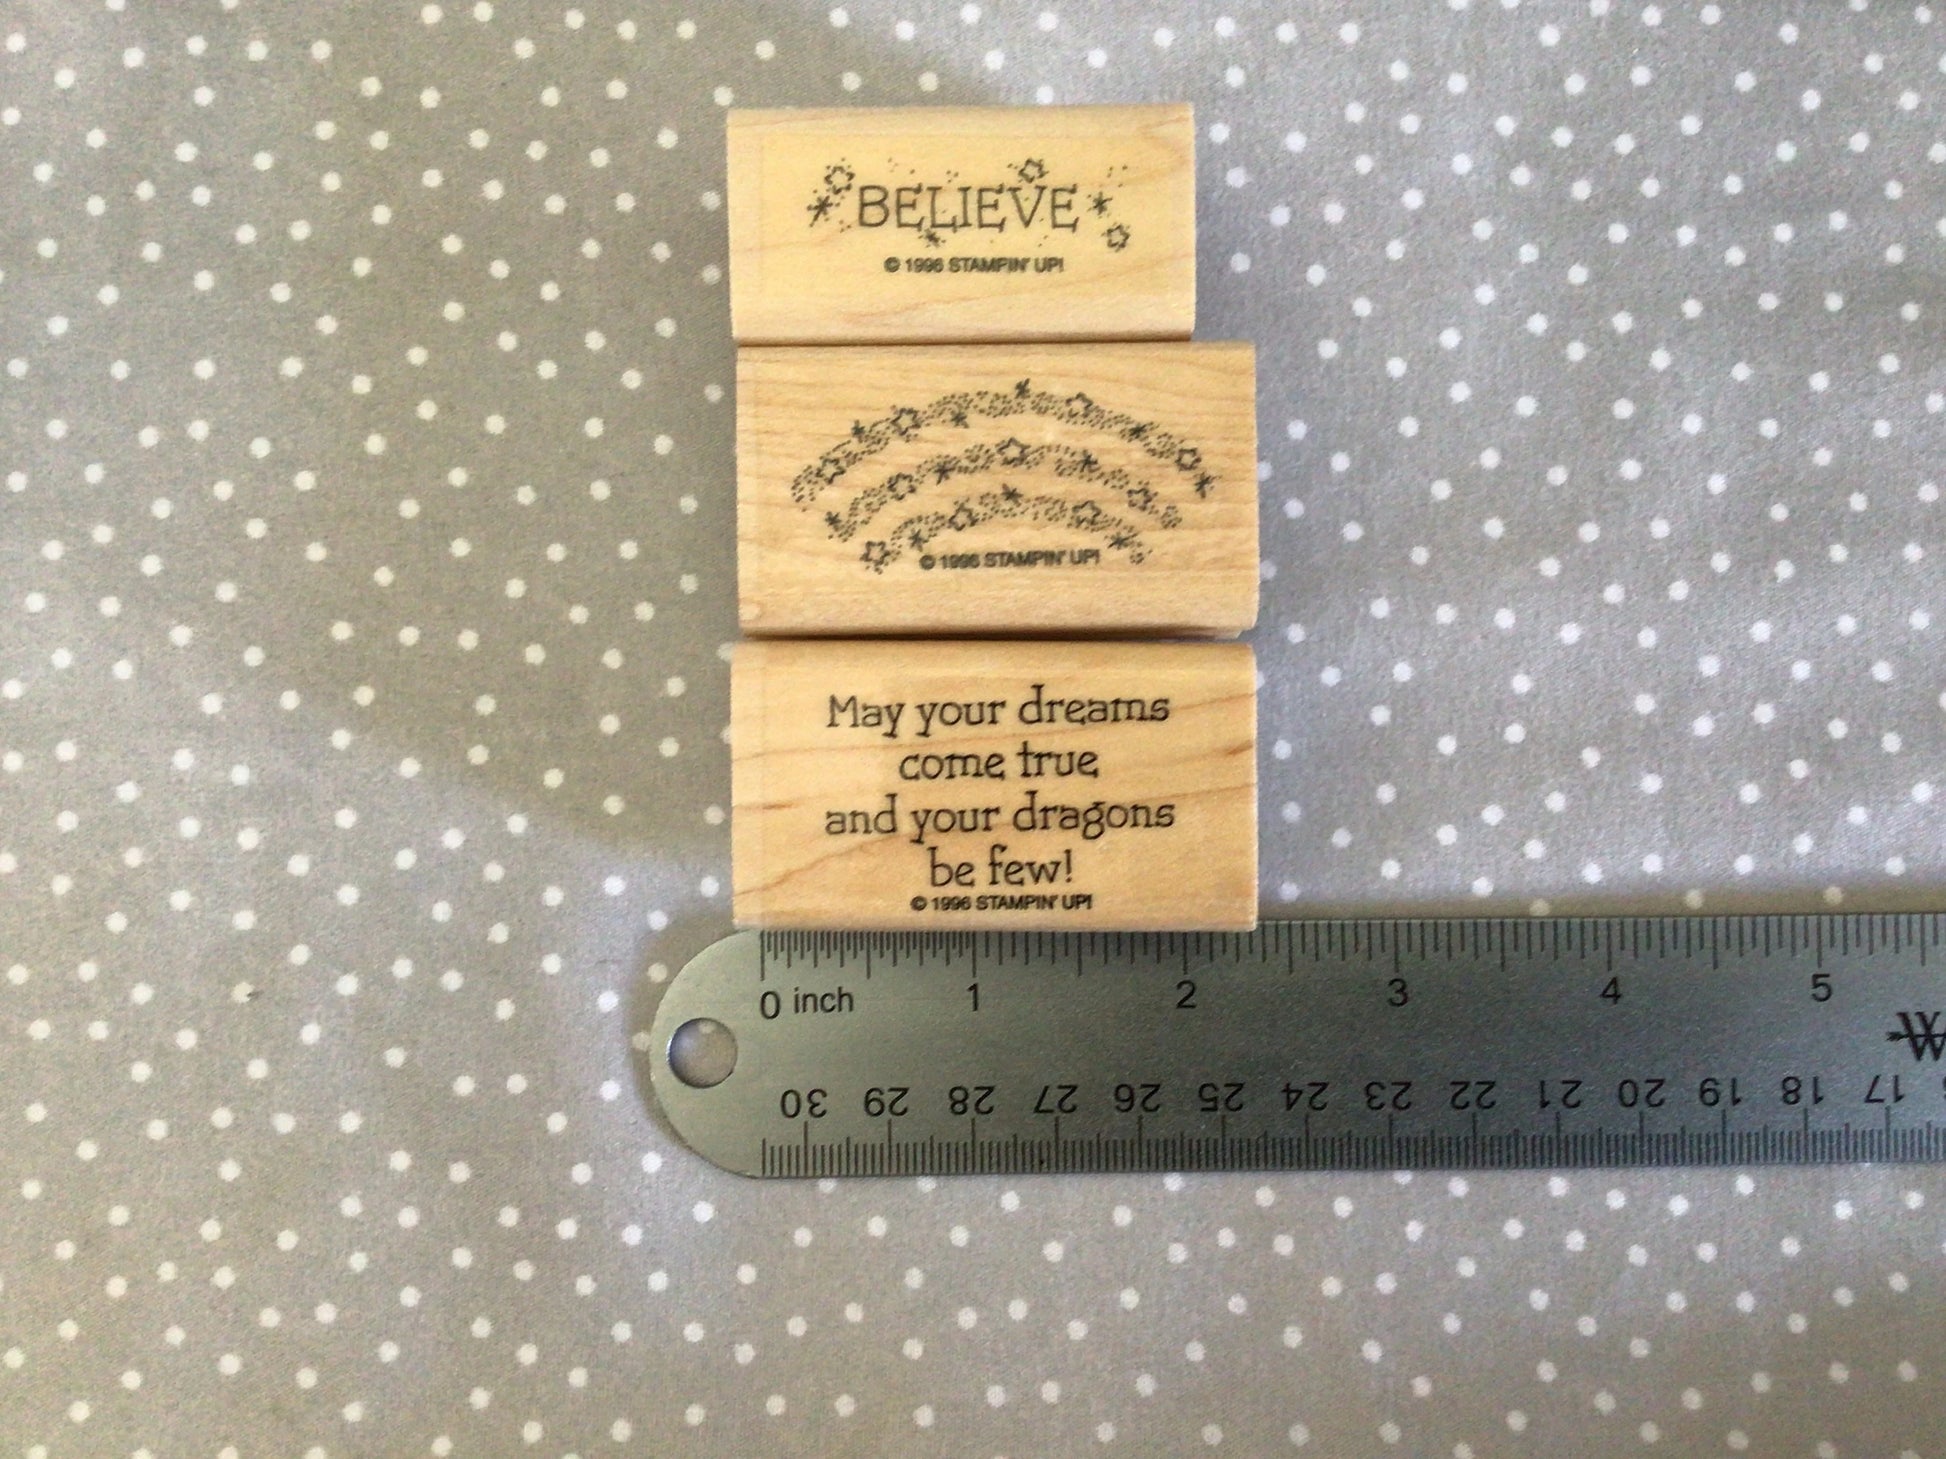 BELIEVE
© 1996 STAMPIN' UP!
© 1996 STAMPIN' UP!
May your dreams
come true
and your dragons
be few!
© 1996 STAMPIN' UP!
0 inch 1 2 3 4 5
W
30 29 28 27 26 25 24 23 22 21 20 19 18 17